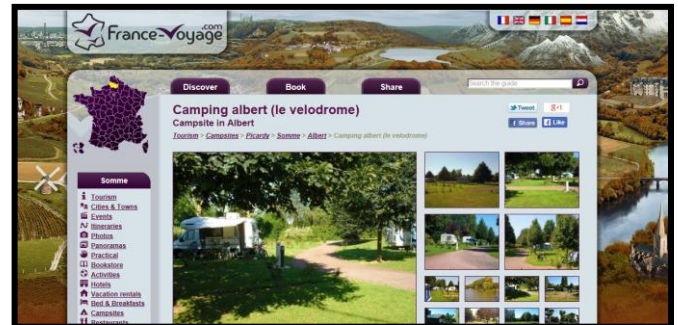 France-Voyage
.com
Discover
Book
Share
Search the guide
Camping albert (le velodrome)
Campsite in Albert
Tourism > Campsites > Picardy > Somme > Albert > Camping albert (le velodrome)
Tweet
+1
Share
Like
Somme
Tourism
Cities & Towns
Events
Itineraries
Photos
Panoramas
Practical
Bookstore
Activities
Hotels
Vacation rentals
Bed & Breakfasts
Campsites
Restaurants